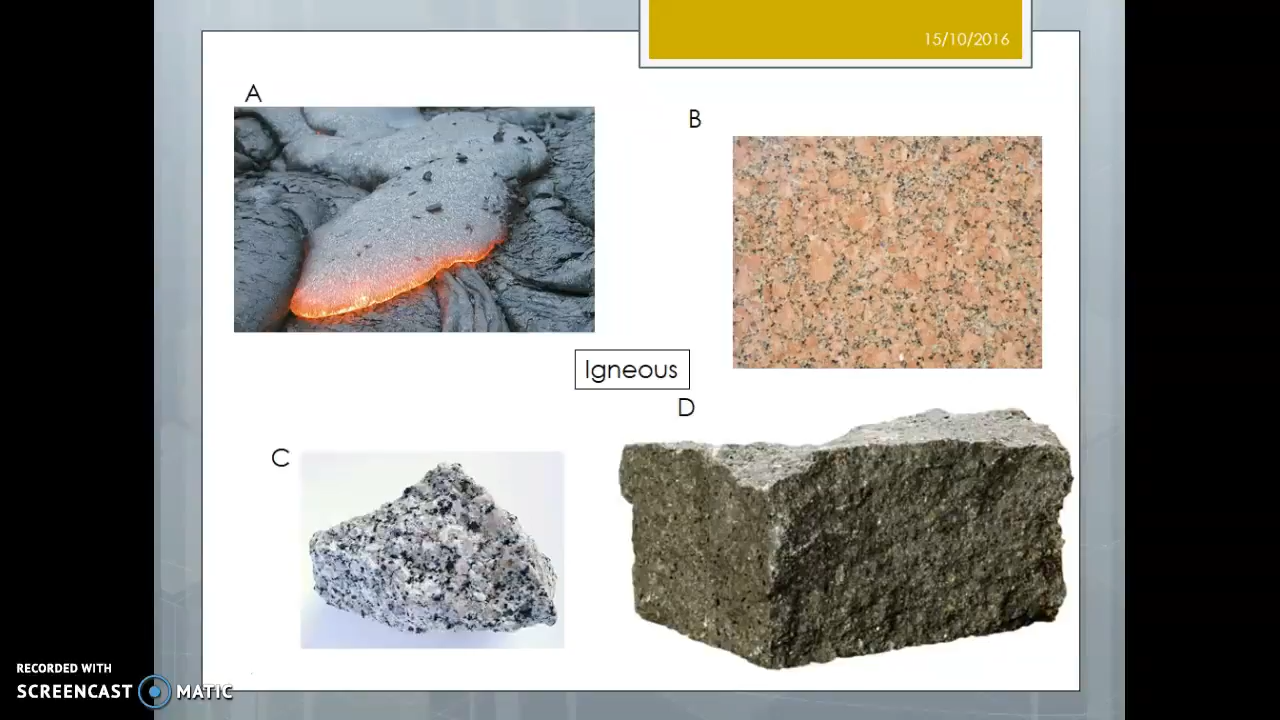 15/10/2016
A
B
Igneous
D
C
RECORDED WITH
SCREENCAST MATIC